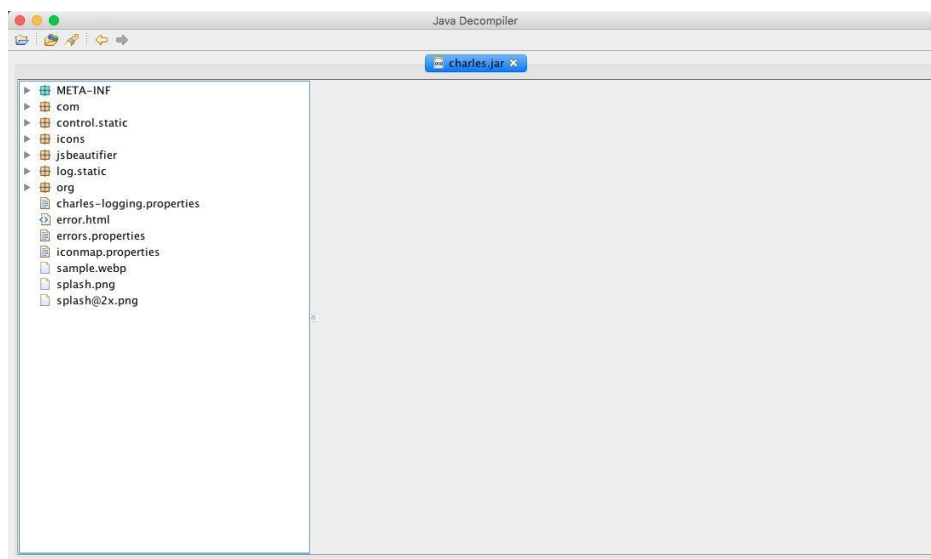 Java Decompiler
charles.jar
META-INF
com
control.static
icons
jsbeautifier
log.static
org
charles-logging.properties
error.html
errors.properties
iconmap.properties
sample.webp
splash.png
splash@2x.png